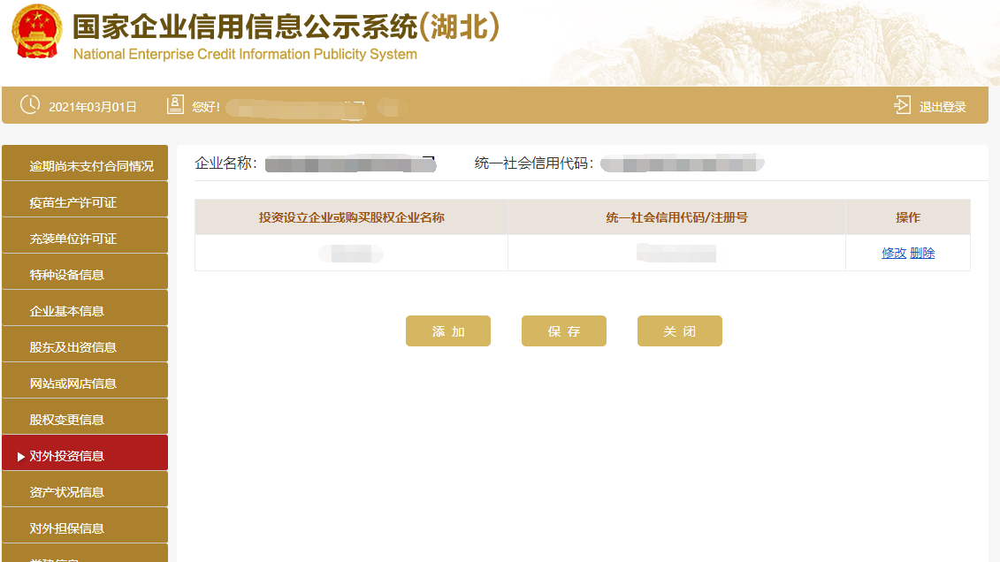 国家企业信用信息公示系统(湖北)
National Enterprise Credit Information Publicity System
2021年03月01日 您好! 退出登录
逾期尚未支付合同情况
疫苗生产许可证
充装单位许可证
特种设备信息
企业基本信息
股东及出资信息
网站或网店信息
股权变更信息
对外投资信息
资产状况信息
对外担保信息
企业名称： 统一社会信用代码：
投资设立企业或购买股权企业名称 统一社会信用代码/注册号 操作
修改 删除
添 加 保 存 关 闭